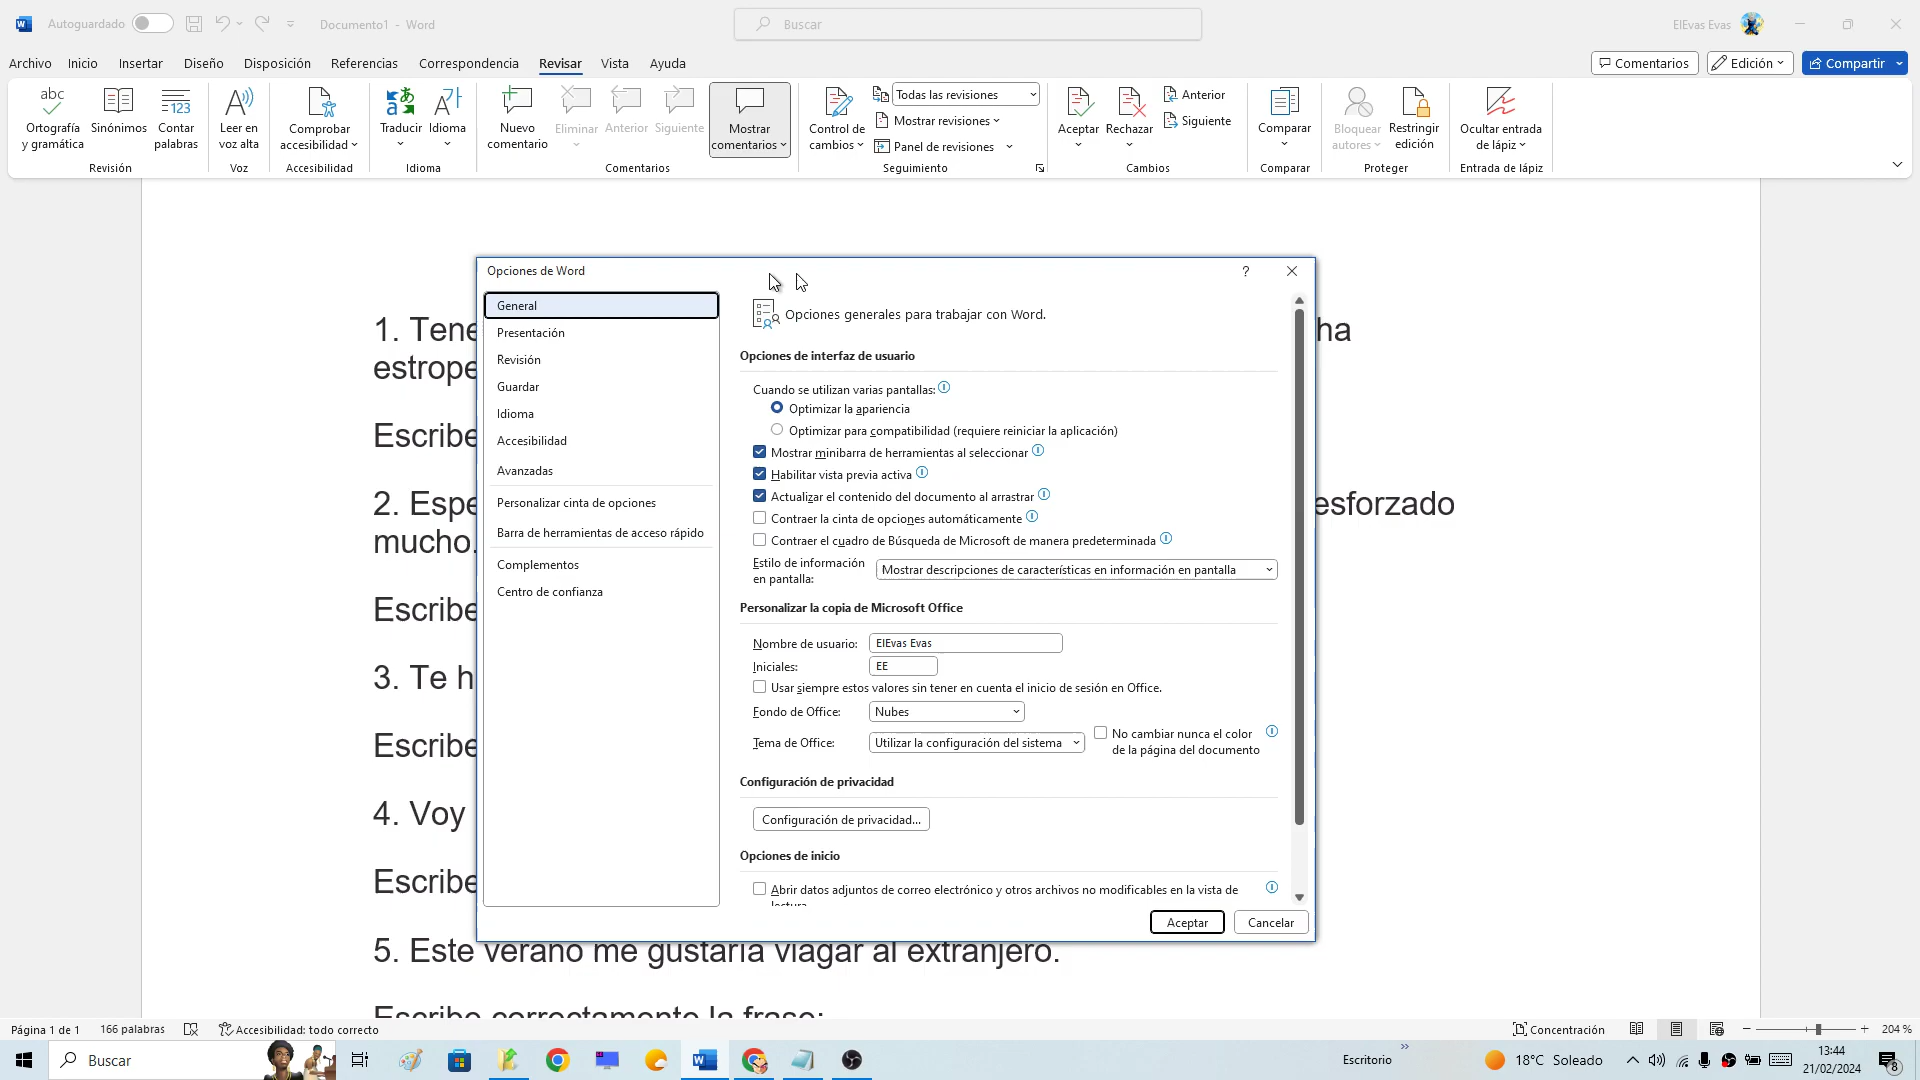 Autoguardado
Documento1 - Word
Buscar
ElEvas Evas
Archivo Inicio Insertar Diseño Disposición Referencias Correspondencia Revisar Vista Ayuda
Comentarios
Edición
Compartir
abc
Ortografía
y gramática
Sinónimos
123
Contar
palabras
Revisión
Leer en
voz alta
Voz
Comprobar
accesibilidad
Accesibilidad
Traducir
Idioma
Idioma
Nuevo
comentario
Eliminar
Anterior
Siguiente
Mostrar
comentarios
Comentarios
Control de
cambios
Todas las revisiones
Mostrar revisiones
Panel de revisiones
Seguimiento
Aceptar
Rechazar
Anterior
Siguiente
Cambios
Comparar
Comparar
Bloquear
autores
Restringir
edición
Proteger
Ocultar entrada
de lápiz
Entrada de lápiz
Opciones de Word
?
General
Presentación
Revisión
Guardar
Idioma
Accesibilidad
Avanzadas
Personalizar cinta de opciones
Barra de herramientas de acceso rápido
Complementos
Centro de confianza
Opciones generales para trabajar con Word.
Opciones de interfaz de usuario
Cuando se utilizan varias pantallas:
Optimizar la apariencia
Optimizar para compatibilidad (requiere reiniciar la aplicación)
Mostrar minibarra de herramientas al seleccionar
Habilitar vista previa activa
Actualizar el contenido del documento al arrastrar
Contraer la cinta de opciones automáticamente
Contraer el cuadro de Búsqueda de Microsoft de manera predeterminada
Estilo de información
en pantalla:
Mostrar descripciones de características en información en pantalla
Personalizar la copia de Microsoft Office
Nombre de usuario: ElEvas Evas
Iniciales: EE
Usar siempre estos valores sin tener en cuenta el inicio de sesión en Office.
Fondo de Office: Nubes
Tema de Office: Utilizar la configuración del sistema
No cambiar nunca el color
de la página del documento
Configuración de privacidad
Configuración de privacidad...
Opciones de inicio
Abrir datos adjuntos de correo electrónico y otros archivos no modificables en la vista de
lectura
Aceptar
Cancelar
1. Tene ha
estrope
Escribe
2. Espe esforzado
mucho.
Escribe
3. Te h
Escribe
4. Voy
Escribe
5. Este verano me gustaría viagar al extranjero.
Escribe correctamente la frase:
Página 1 de 1 166 palabras Accesibilidad: todo correcto
Concentración
204 %
Buscar
Escritorio
18°C Soleado
13:44
21/02/2024
8